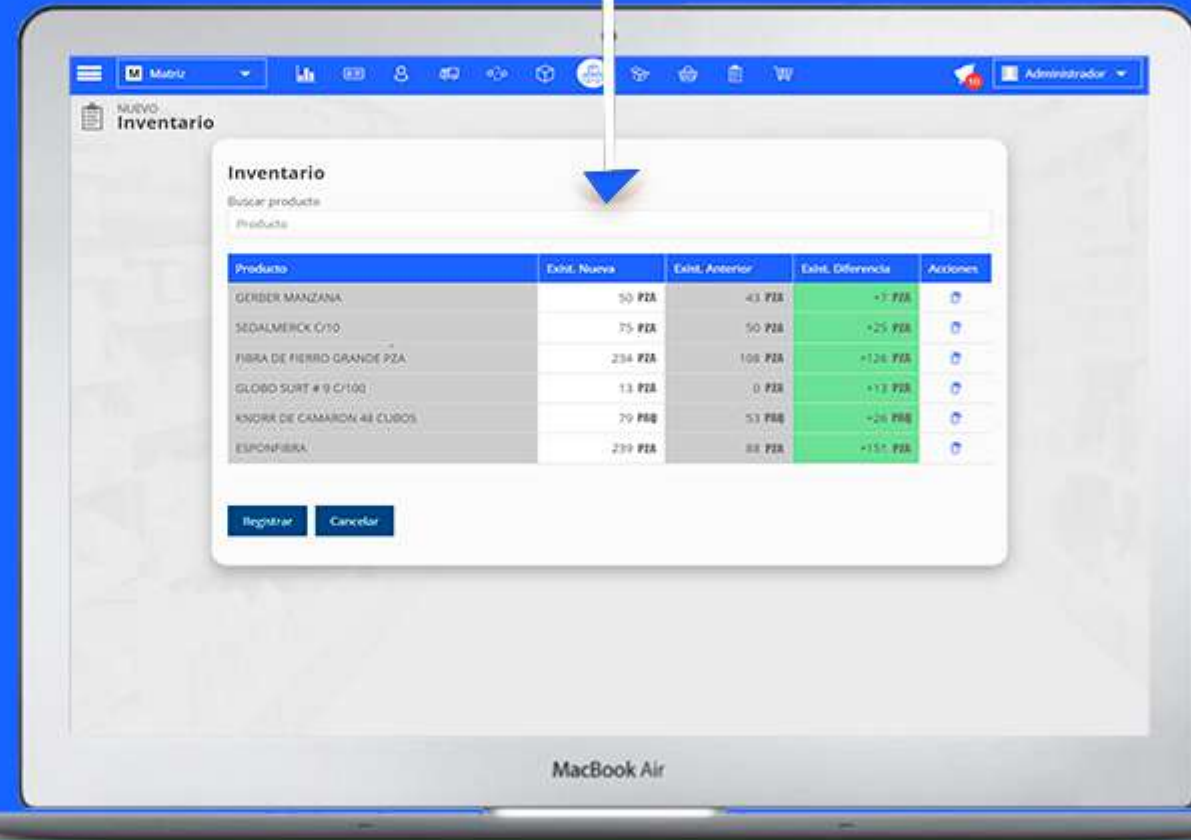 M Matriz 10 Administrador
NUEVO
Inventario
Inventario
Buscar producto
Producto
Producto Exist. Nueva Exist. Anterior Exist. Diferencia Acciones
GERBER MANZANA 50 PZA 43 PZA +7 PZA
SEDALMERCK C/10 75 PZA 50 PZA +25 PZA
FIBRA DE FIERRO GRANDE PZA 234 PZA 108 PZA +126 PZA
GLOBO SURT # 9 C/100 13 PZA 0 PZA +13 PZA
KNORR DE CAMARON 48 CUBOS 79 PAQ 53 PAQ +26 PAQ
ESPONFIBRA 239 PZA 88 PZA +151 PZA
Registrar Cancelar
MacBook Air